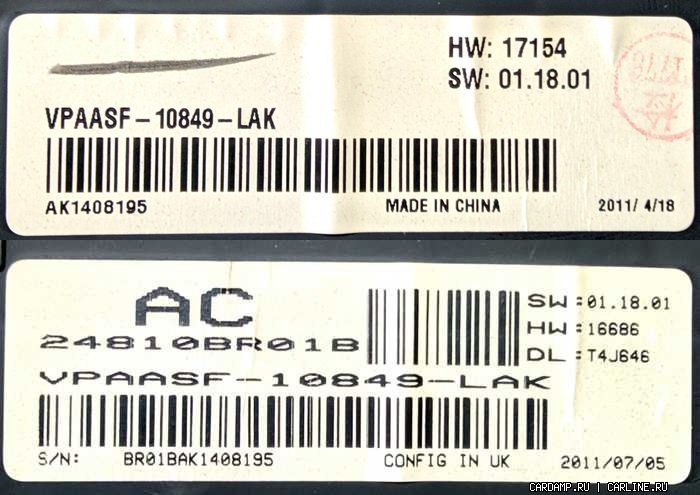 HW: 17154
SW: 01.18.01
VPAASF-10849-LAK
AK1408195 MADE IN CHINA 2011/ 4/18
AC
24810BR01B
SW:01.18.01
HW:16686
DL:T4J646
VPAASF-10849-LAK
S/N: BR01BAK1408195 CONFIG IN UK 2011/07/05
CARDAMP.RU | CARLINE.RU